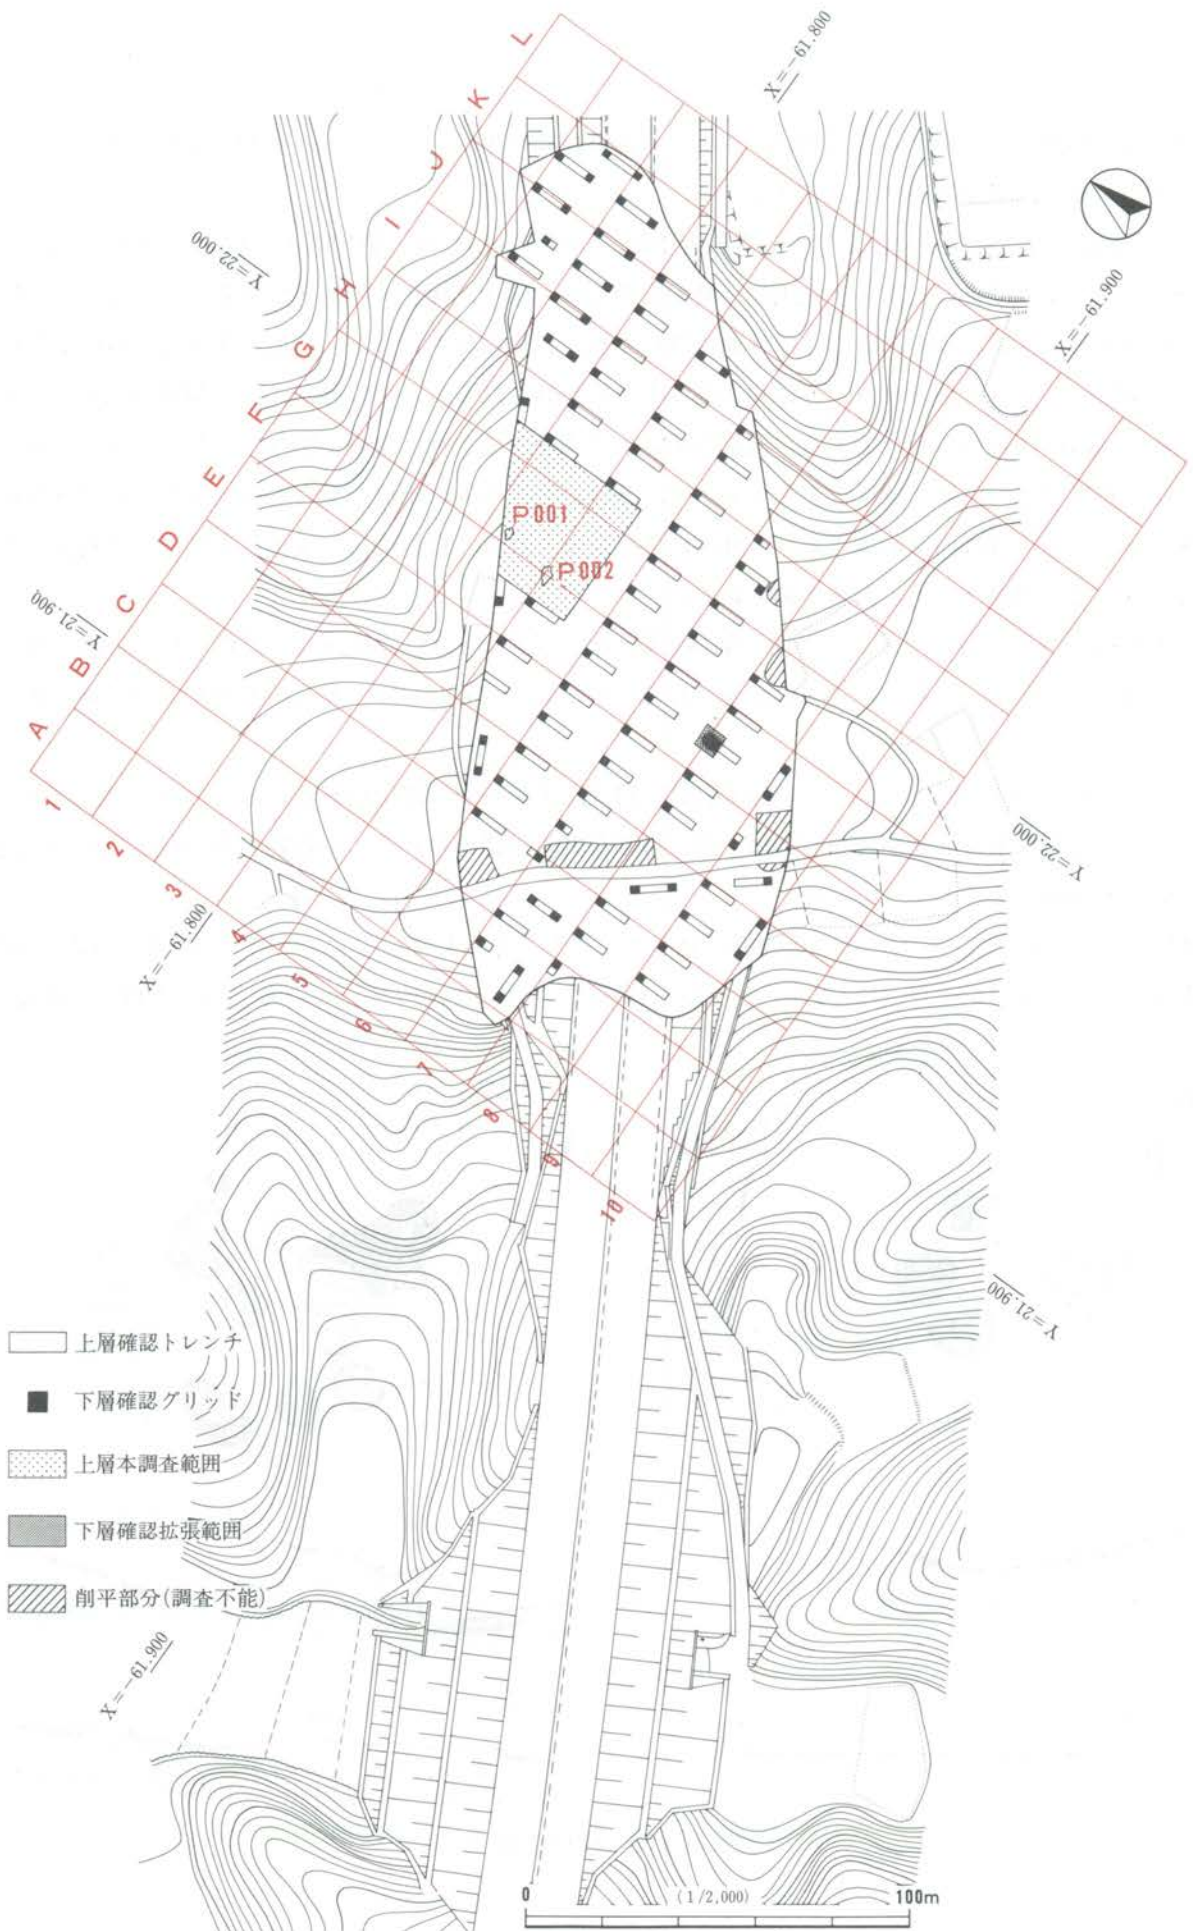 L
K
J
I
H
G
F
E
D
C
B
A
1
2
3
4
5
6
7
8
9
10
X=-61.800
X=-61.900
Y=22.000
Y=21.900
P001
P002
X=-61.800
Y=22.000
Y=21.900
X=-61.900
上層確認トレンチ
下層確認グリッド
上層本調査範囲
下層確認拡張範囲
削平部分(調査不能)
0 (1/2,000) 100m